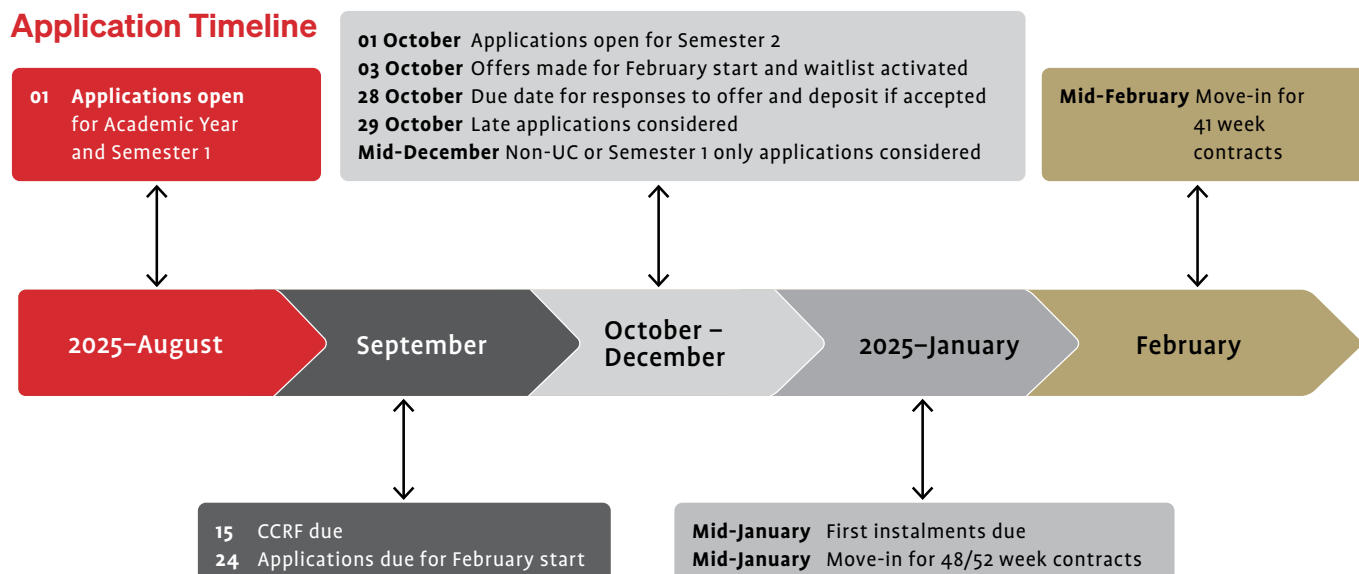 Application Timeline
01 Applications open
for Academic Year
and Semester 1
01 October Applications open for Semester 2
03 October Offers made for February start and waitlist activated
28 October Due date for responses to offer and deposit if accepted
29 October Late applications considered
Mid-December Non-UC or Semester 1 only applications considered
Mid-February Move-in for
41 week
contracts
2025–August
September
October –
December
2025–January
February
15 CCRF due
24 Applications due for February start
Mid-January First instalments due
Mid-January Move-in for 48/52 week contracts